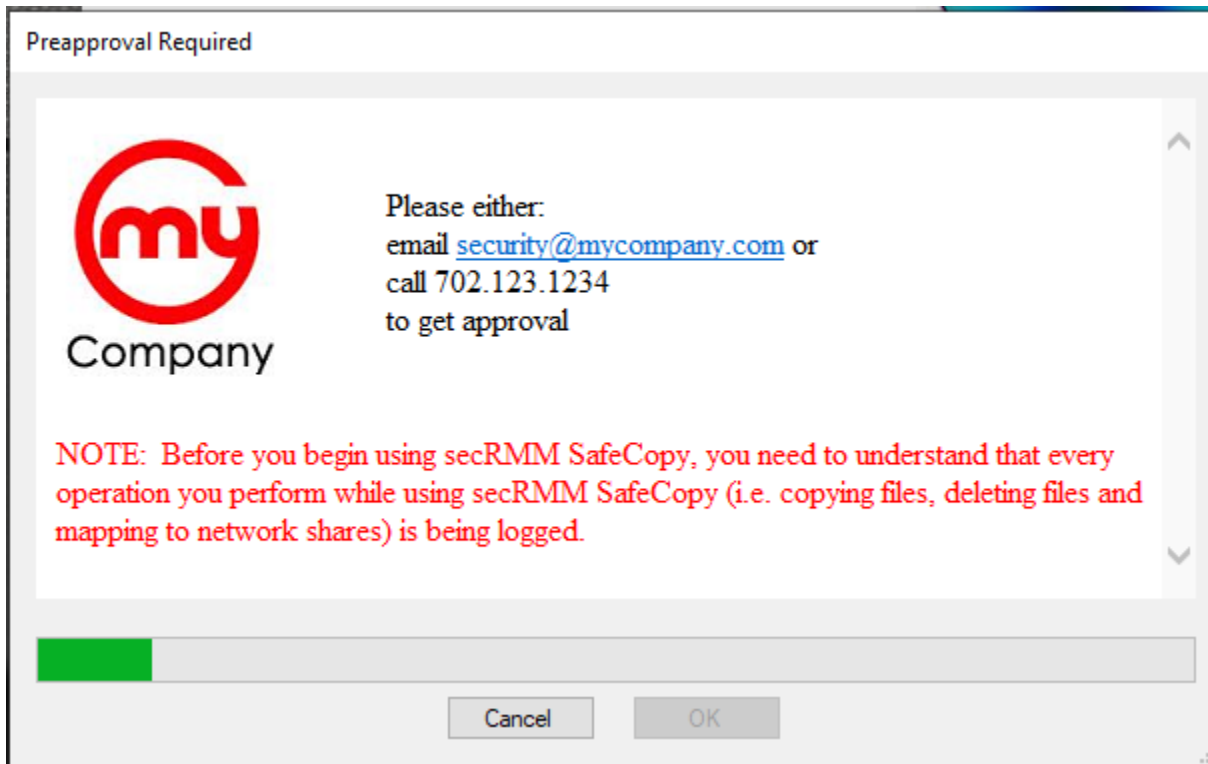 Preapproval Required
my
Company
Please either:
email security@mycompany.com or
call 702.123.1234
to get approval
NOTE:  Before you begin using secRMM SafeCopy, you need to understand that every
operation you perform while using secRMM SafeCopy (i.e. copying files, deleting files and
mapping to network shares) is being logged.
Cancel
OK